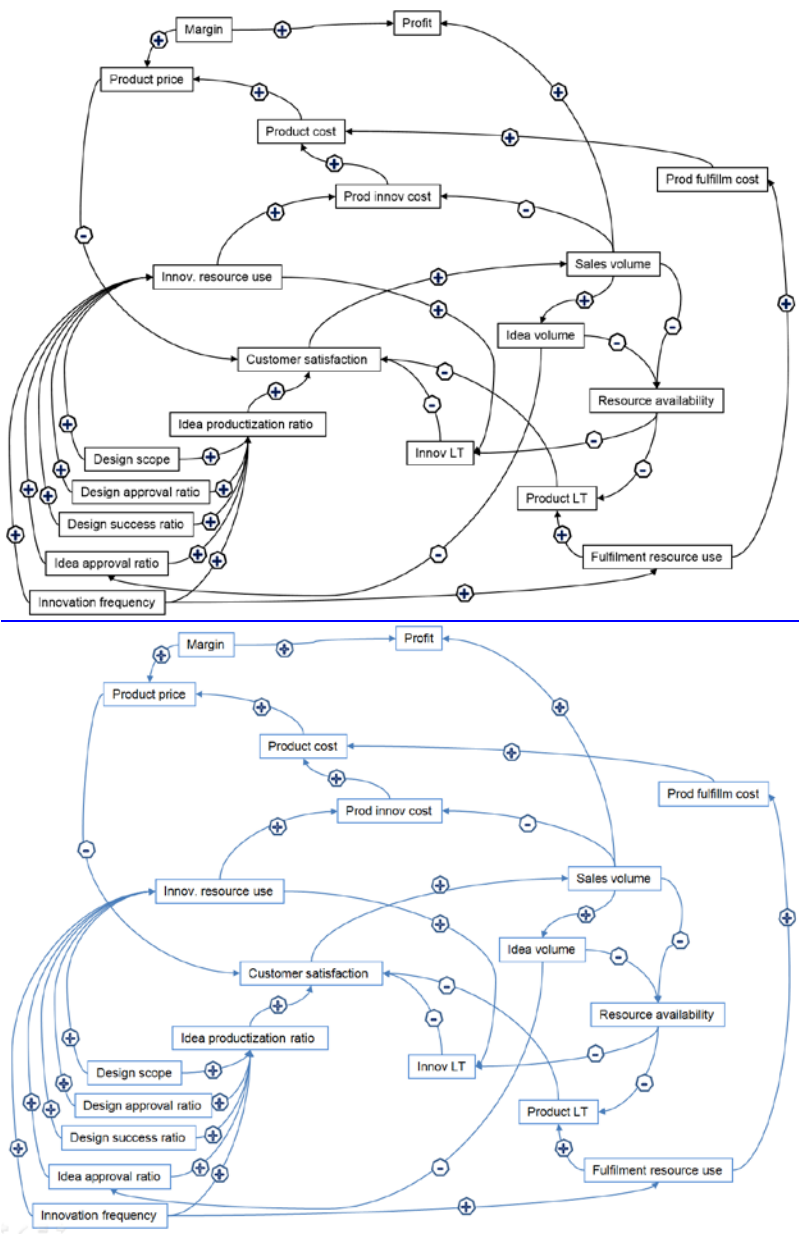 Margin
Profit
Product price
Product cost
Prod fulfillm cost
Prod innov cost
Sales volume
Innov. resource use
Idea volume
Customer satisfaction
Resource availability
Idea productization ratio
Innov LT
Design scope
Design approval ratio
Product LT
Design success ratio
Idea approval ratio
Fulfilment resource use
Innovation frequency
Margin
Profit
Product price
Product cost
Prod fulfillm cost
Prod innov cost
Sales volume
Innov. resource use
Idea volume
Customer satisfaction
Resource availability
Idea productization ratio
Innov LT
Design scope
Design approval ratio
Product LT
Design success ratio
Idea approval ratio
Fulfilment resource use
Innovation frequency